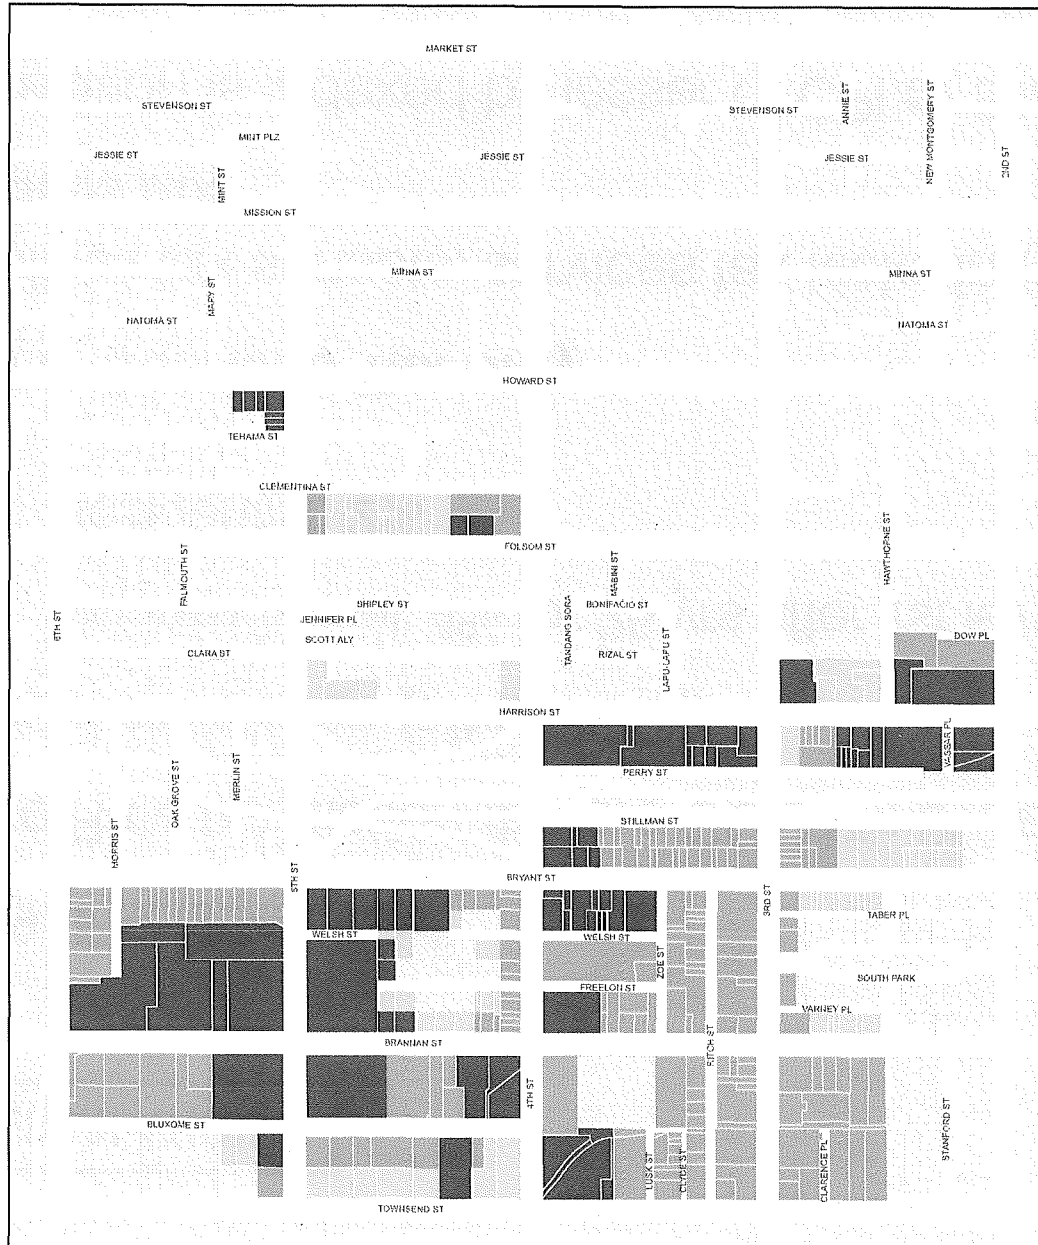 MARKET ST
STEVENSON ST
STEVENSON ST
ANNIE ST
NEW MONTGOMERY ST
MINT PLZ
JESSIE ST
JESSIE ST
JESSIE ST
2ND ST
MINT ST
MISSION ST
MINNA ST
MINNA ST
MARY ST
NATOMA ST
NATOMA ST
HOWARD ST
TEHAMA ST
CLEMENTINA ST
FOLSOM ST
HAWTHORNE ST
FALMOUTH ST
MABINI ST
SHIPLEY ST
BONIFACIO ST
6TH ST
JENNIFER PL
TANDANG SORA
SCOTT ALY
DOW PL
CLARA ST
RIZAL ST
LAPU-LAPU ST
HARRISON ST
VASSAR PL
PERRY ST
MERLIN ST
OAK GROVE ST
STILLMAN ST
MORRIS ST
5TH ST
BRYANT ST
3RD ST
TABER PL
WELSH ST
WELSH ST
ZOE ST
SOUTH PARK
FREELON ST
VARNEY PL
RITCH ST
BRANNAN ST
4TH ST
BLUXOME ST
STANFORD ST
LUSK ST
CLYDE ST
CLARENCE PL
TOWNSEND ST